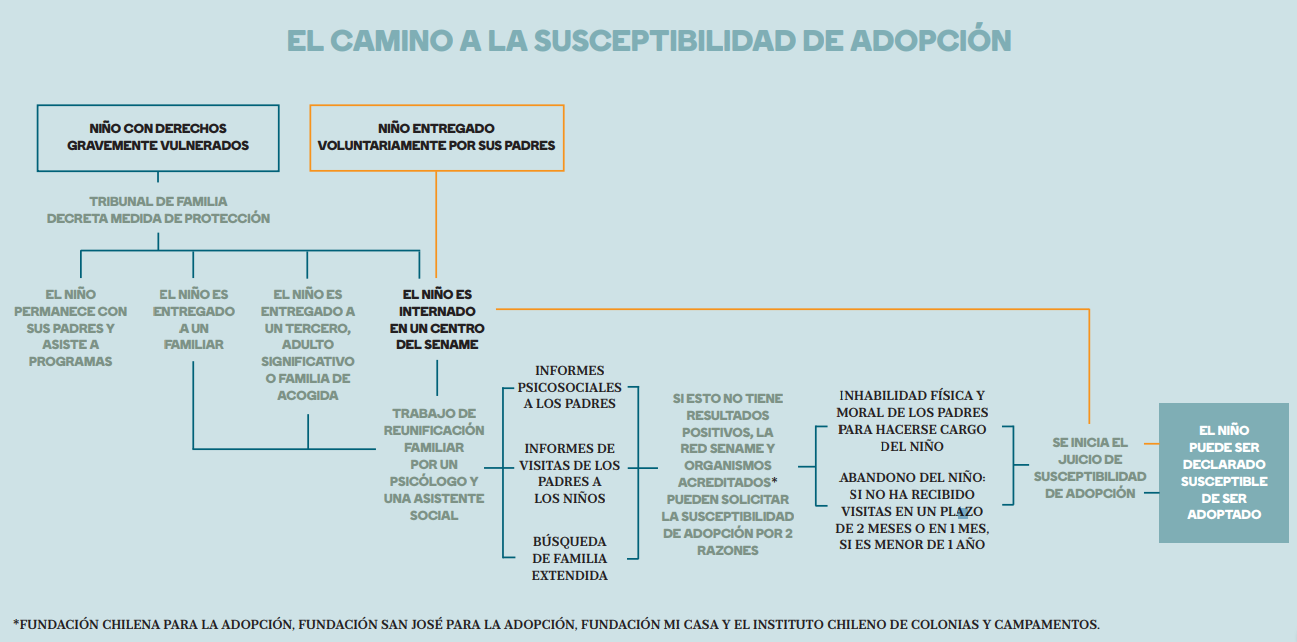 EL CAMINO A LA SUSCEPTIBILIDAD DE ADOPCIÓN
NIÑO CON DERECHOS
GRAVEMENTE VULNERADOS
NIÑO ENTREGADO
VOLUNTARIAMENTE POR SUS PADRES
TRIBUNAL DE FAMILIA
DECRETA MEDIDA DE PROTECCIÓN
EL NIÑO
PERMANECE CON
SUS PADRES Y
ASISTE A
PROGRAMAS
EL NIÑO ES
ENTREGADO
A UN
FAMILIAR
EL NIÑO ES
ENTREGADO A
UN TERCERO,
ADULTO
SIGNIFICATIVO
O FAMILIA DE
ACOGIDA
EL NIÑO ES
INTERNADO
EN UN CENTRO
DEL SENAME
TRABAJO DE
REUNIFICACIÓN
FAMILIAR
POR UN
PSICÓLOGO Y
UNA ASISTENTE
SOCIAL
INFORMES
PSICOSOCIALES
A LOS PADRES
INFORMES DE
VISITAS DE LOS
PADRES A
LOS NIÑOS
BÚSQUEDA
DE FAMILIA
EXTENDIDA
SI ESTO NO TIENE
RESULTADOS
POSITIVOS, LA
RED SENAME Y
ORGANISMOS
ACREDITADOS*
PUEDEN SOLICITAR
LA SUSCEPTIBILIDAD
DE ADOPCIÓN POR 2
RAZONES
INHABILIDAD FÍSICA Y
MORAL DE LOS PADRES
PARA HACERSE CARGO
DEL NIÑO
ABANDONO DEL NIÑO:
SI NO HA RECIBIDO
VISITAS EN UN PLAZO
DE 2 MESES O EN 1 MES,
SI ES MENOR DE 1 AÑO
SE INICIA EL
JUICIO DE
SUSCEPTIBILIDAD
DE ADOPCIÓN
EL NIÑO
PUEDE SER
DECLARADO
SUSCEPTIBLE
DE SER
ADOPTADO
*FUNDACIÓN CHILENA PARA LA ADOPCIÓN, FUNDACIÓN SAN JOSÉ PARA LA ADOPCIÓN, FUNDACIÓN MI CASA Y EL INSTITUTO CHILENO DE COLONIAS Y CAMPAMENTOS.